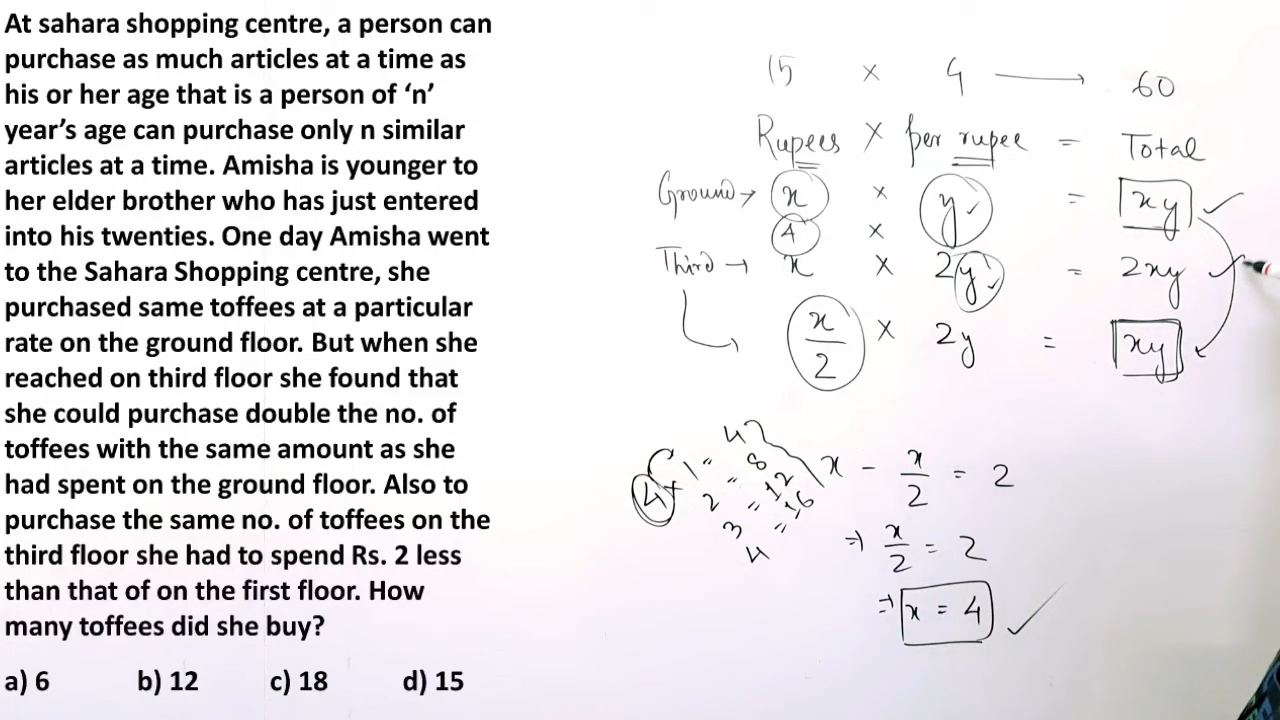 At sahara shopping centre, a person can
purchase as much articles at a time as
his or her age that is a person of ‘n’
year’s age can purchase only n similar
articles at a time. Amisha is younger to
her elder brother who has just entered
into his twenties. One day Amisha went
to the Sahara Shopping centre, she
purchased same toffees at a particular
rate on the ground floor. But when she
reached on third floor she found that
she could purchase double the no. of
toffees with the same amount as she
had spent on the ground floor. Also to
purchase the same no. of toffees on the
third floor she had to spend Rs. 2 less
than that of on the first floor. How
many toffees did she buy?
a) 6 b) 12 c) 18 d) 15
15 × 4 → 60
Rupees × per rupee = Total
Ground → x × y = xy ✓
4 ×
Third → x × 2y = 2xy
x/2 × 2y = xy
4 × 1 = 4
2 = 8
3 = 12
4 = 16
x - x/2 = 2
⇒ x/2 = 2
⇒ x = 4 ✓